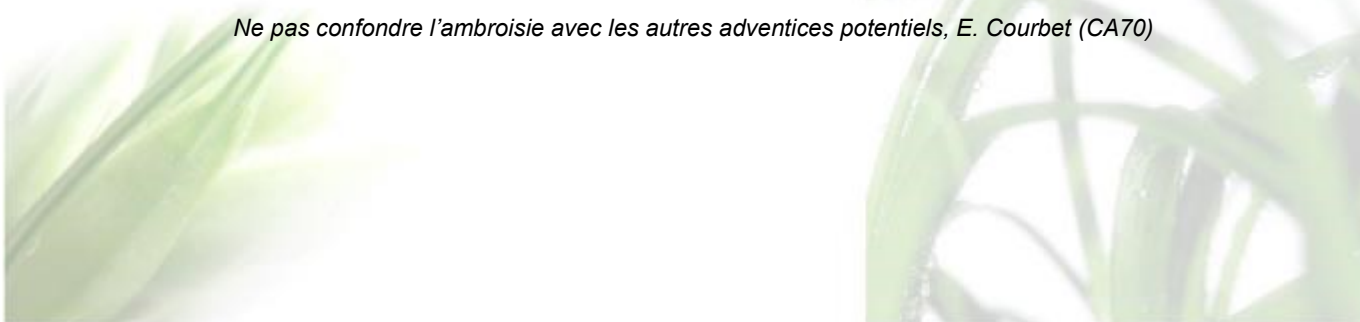 Ne pas confondre l’ambroisie avec les autres adventices potentiels, E. Courbet (CA70)